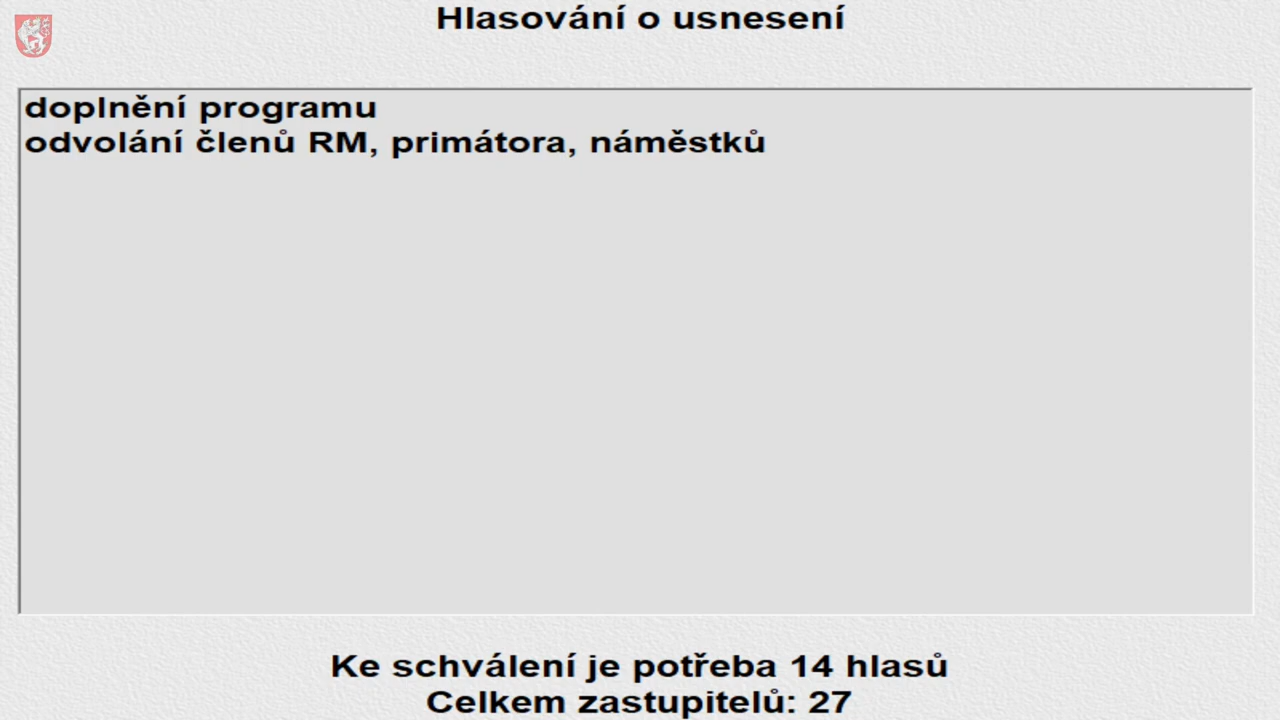 Hlasování o usnesení
doplnění programu
odvolání členů RM, primátora, náměstků
Ke schválení je potřeba 14 hlasů
Celkem zastupitelů: 27